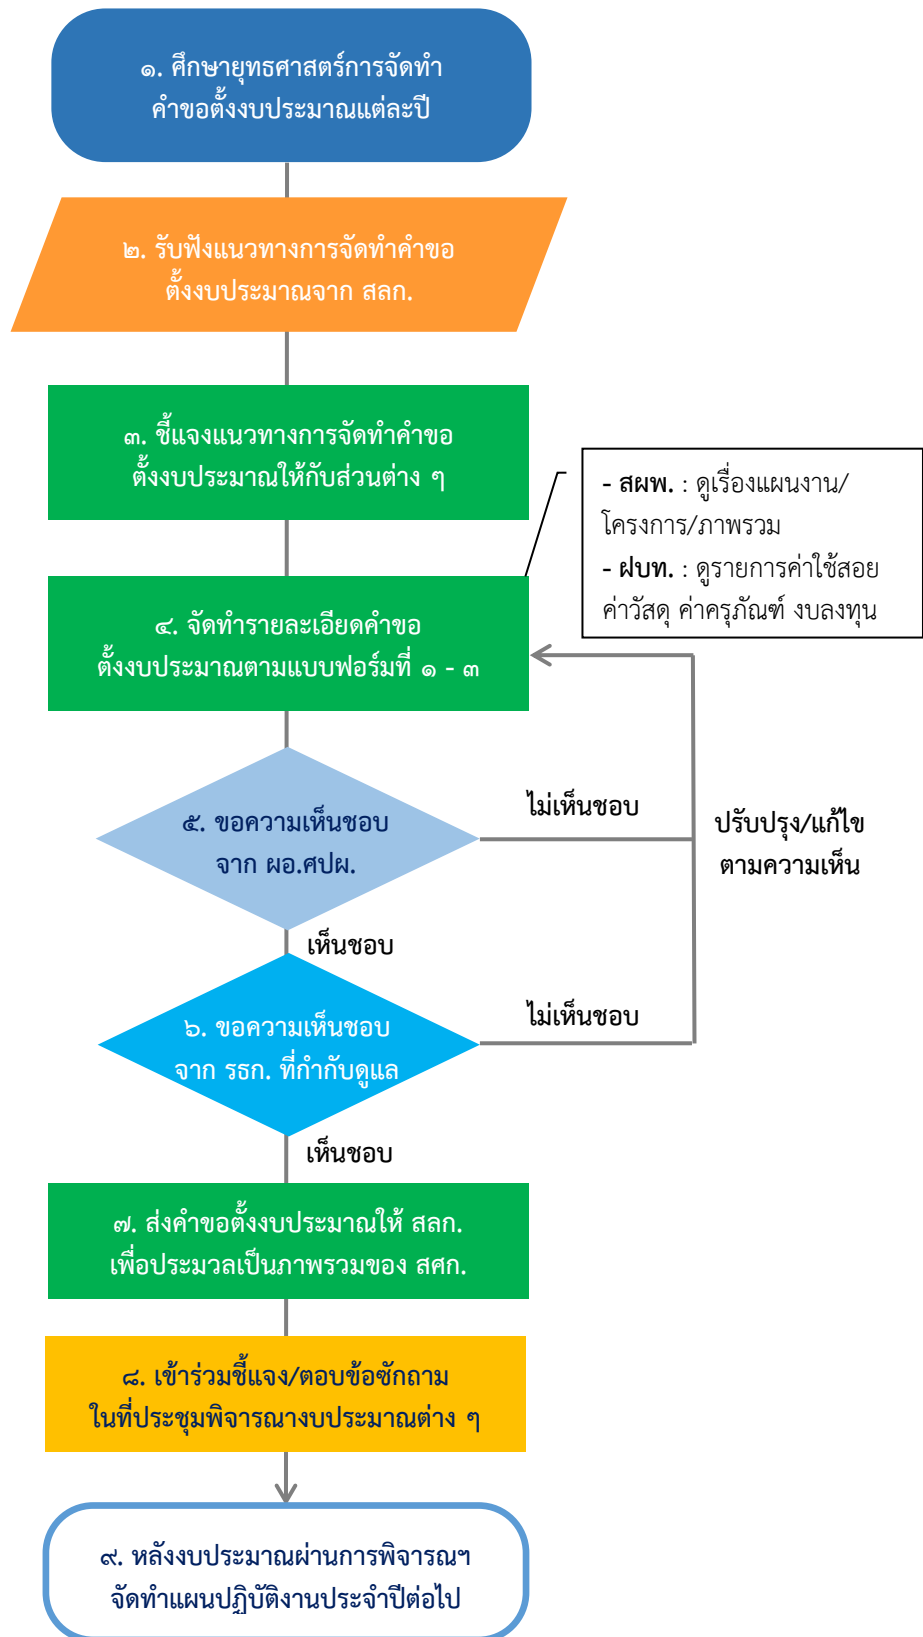 ๑. ศึกษายุทธศาสตร์การจัดทำ
คำขอตั้งงบประมาณแต่ละปี
๒. รับฟังแนวทางการจัดทำคำขอ
ตั้งงบประมาณจาก สลก.
๓. ชี้แจงแนวทางการจัดทำคำขอ
ตั้งงบประมาณให้กับส่วนต่าง ๆ
- สผพ. : ดูเรื่องแผนงาน/
โครงการ/ภาพรวม
- ฝบท. : ดูรายการค่าใช้สอย
ค่าวัสดุ ค่าครุภัณฑ์ งบลงทุน
๔. จัดทำรายละเอียดคำขอ
ตั้งงบประมาณตามแบบฟอร์มที่ ๑ - ๓
๕. ขอความเห็นชอบ
จาก ผอ.ศปผ.
ไม่เห็นชอบ
ปรับปรุง/แก้ไข
ตามความเห็น
เห็นชอบ
๖. ขอความเห็นชอบ
จาก รธก. ที่กำกับดูแล
ไม่เห็นชอบ
เห็นชอบ
๗. ส่งคำขอตั้งงบประมาณให้ สลก.
เพื่อประมวลเป็นภาพรวมของ สศก.
๘. เข้าร่วมชี้แจง/ตอบข้อซักถาม
ในที่ประชุมพิจารณางบประมาณต่าง ๆ
๙. หลังงบประมาณผ่านการพิจารณฯ
จัดทำแผนปฏิบัติงานประจำปีต่อไป